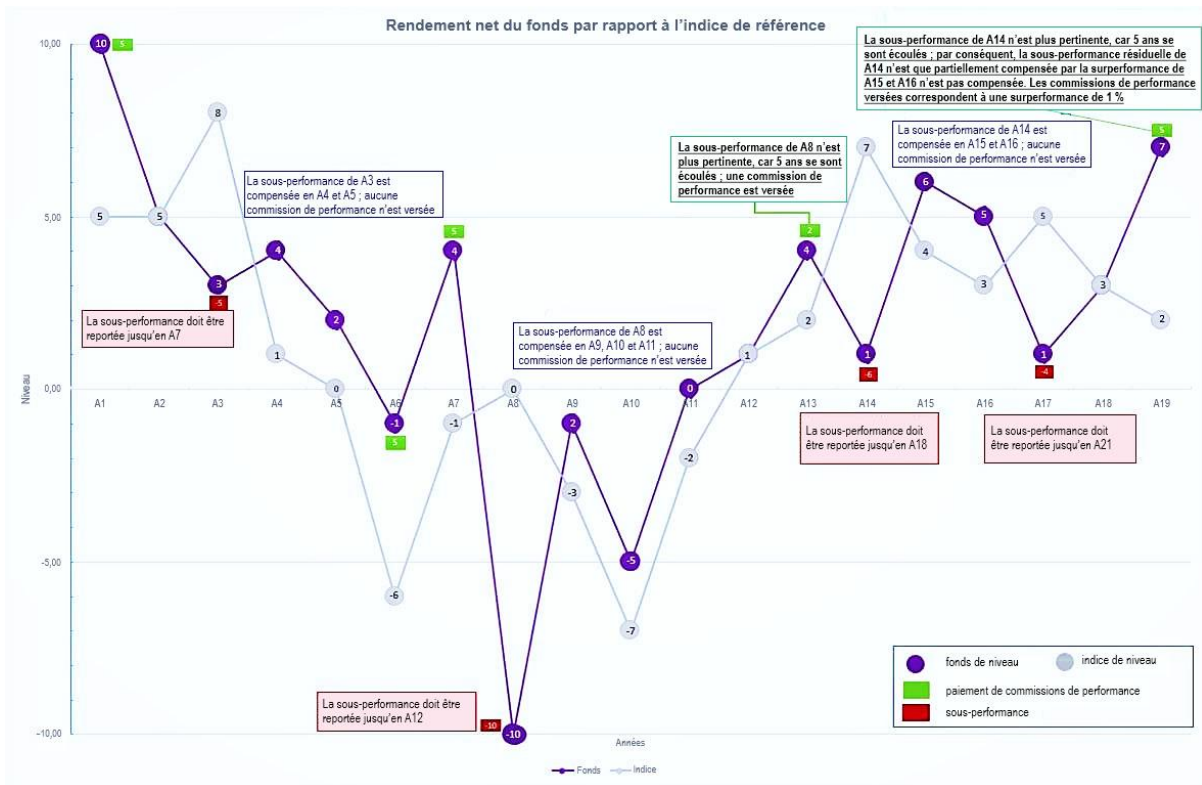 Rendement net du fonds par rapport à l'indice de référence
10,00
5,00
0,00
-5,00
-10,00
Niveau
10
5
5
5
8
3
-5
La sous-performance doit être
reportée jusqu'en A7
La sous-performance de A3 est
compensée en A4 et A5 ; aucune
commission de performance n'est versée
4
1
2
0
-1
5
-6
5
4
-1
0
-10
-10
La sous-performance doit être
reportée jusqu'en A12
La sous-performance de A8 est
compensée en A9, A10 et A11 ; aucune
commission de performance n'est versée
2
-3
-5
-7
0
-2
1
La sous-performance de A8 n'est
plus pertinente, car 5 ans se sont
écoulés ; une commission de
performance est versée
2
4
2
7
1
-6
La sous-performance doit
être reportée jusqu'en A18
La sous-performance de A14 n'est plus pertinente, car 5 ans se
sont écoulés ; par conséquent, la sous-performance résiduelle de
A14 n'est que partiellement compensée par la surperformance de
A15 et A16 n'est pas compensée. Les commissions de performance
versées correspondent à une surperformance de 1 %
La sous-performance de A14 est
compensée en A15 et A16 ; aucune
commission de performance n'est versée
6
4
5
3
5
1
-4
La sous-performance doit
être reportée jusqu'en A21
3
5
7
2
A1 A2 A3 A4 A5 A6 A7 A8 A9 A10 A11 A12 A13 A14 A15 A16 A17 A18 A19
Années
fonds de niveau
indice de niveau
paiement de commissions de performance
sous-performance
Fonds Indice